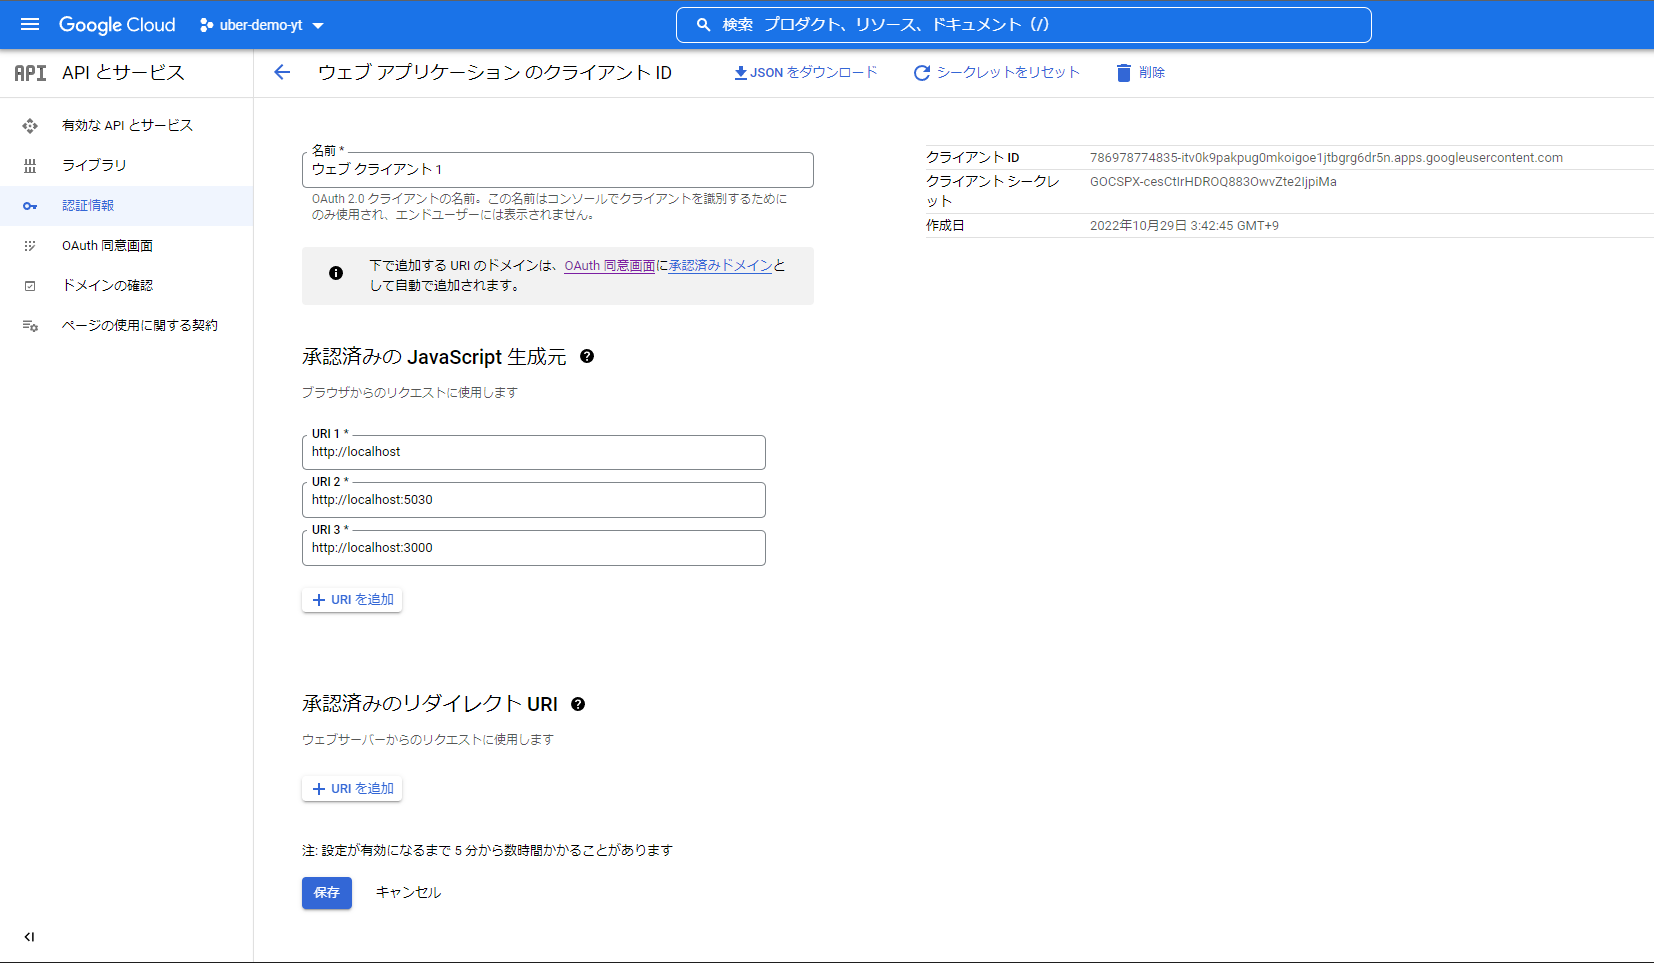 Google Cloud
uber-demo-yt
検索 プロダクト、リソース、ドキュメント (/)
API
API とサービス
ウェブ アプリケーション のクライアント ID
JSON をダウンロード
シークレットをリセット
削除
有効な API とサービス
ライブラリ
認証情報
OAuth 同意画面
ドメインの確認
ページの使用に関する契約
名前 *
ウェブ クライアント 1
OAuth 2.0 クライアントの名前。この名前はコンソールでクライアントを識別するために
のみ使用され、エンドユーザーには表示されません。
下で追加する URI のドメインは、OAuth 同意画面に承認済みドメインと
して自動で追加されます。
承認済みの JavaScript 生成元
ブラウザからのリクエストに使用します
URI 1 *
http://localhost
URI 2 *
http://localhost:5030
URI 3 *
http://localhost:3000
URI を追加
承認済みのリダイレクト URI
ウェブサーバーからのリクエストに使用します
URI を追加
注: 設定が有効になるまで 5 分から数時間かかることがあります
保存
キャンセル
クライアント ID
786978774835-itv0k9pakpug0mkoigoe1jtbgrg6dr5n.apps.googleusercontent.com
クライアント シークレ
ット
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
作成日
2022年10月29日 3:42:45 GMT+9